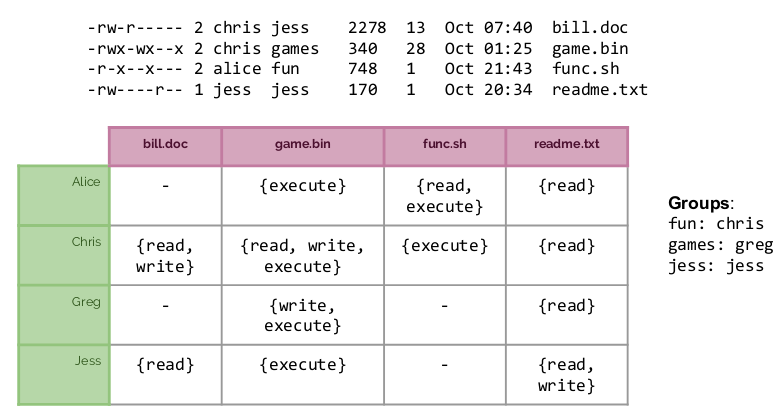 -rw-r----- 2 chris jess 2278 13 Oct 07:40 bill.doc
-rwx-wx--x 2 chris games 340 28 Oct 01:25 game.bin
-r-x--x--- 2 alice fun 748 1 Oct 21:43 func.sh
-rw----r-- 1 jess jess 170 1 Oct 20:34 readme.txt
bill.doc game.bin func.sh readme.txt
Alice - {execute} {read, {read}
execute}
Chris {read, {read, write, {execute} {read}
write} execute}
Greg - {write, - {read}
execute}
Jess {read} {execute} - {read,
write}
Groups:
fun: chris
games: greg
jess: jess